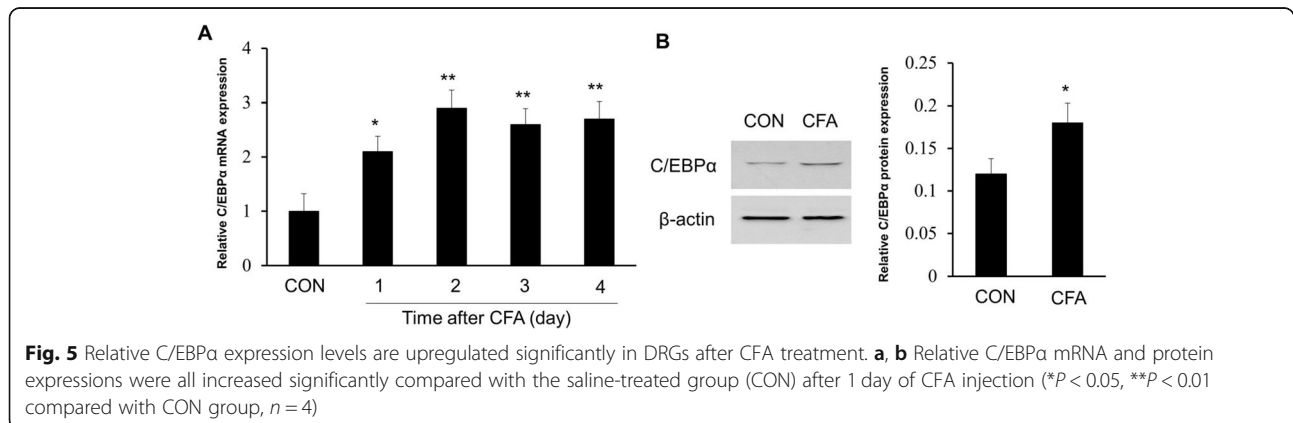 A
Relative C/EBPα mRNA expression
4
3
2
1
0
*
**
**
**
CON
1
2
3
4
Time after CFA (day)
B
CON CFA
C/EBPα
β-actin
Relative C/EBPα protein expression
0.25
0.2
0.15
0.1
0.05
0
*
CON
CFA
Fig. 5 Relative C/EBPα expression levels are upregulated significantly in DRGs after CFA treatment. a, b Relative C/EBPα mRNA and protein
expressions were all increased significantly compared with the saline-treated group (CON) after 1 day of CFA injection (*P < 0.05, **P < 0.01
compared with CON group, n = 4)